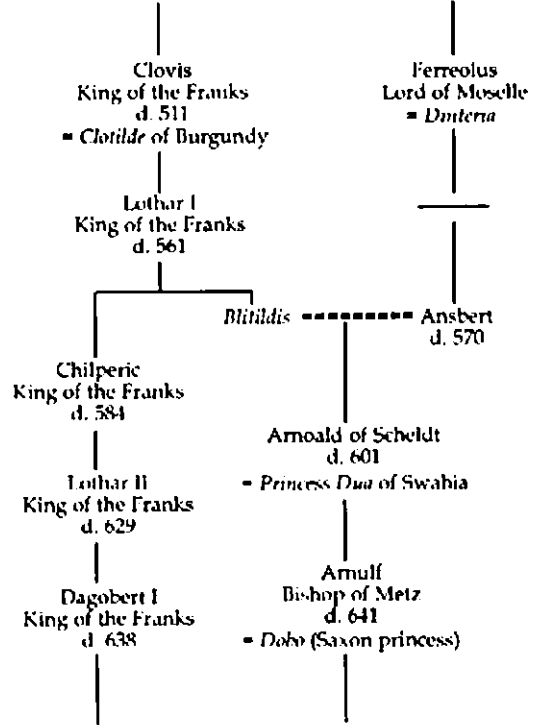 Clovis
King of the Franks
d. 511
= Clotilde of Burgundy
Ferreolus
Lord of Moselle
= Duteria
Lothar I
King of the Franks
d. 561
Blitildis
Ansbert
d. 570
Chilperic
King of the Franks
d. 584
Arnoald of Scheldt
d. 601
= Princess Dua of Swabia
Lothar II
King of the Franks
d. 629
Arnulf
Bishop of Metz
d. 641
= Dobo (Saxon princess)
Dagobert I
King of the Franks
d. 638